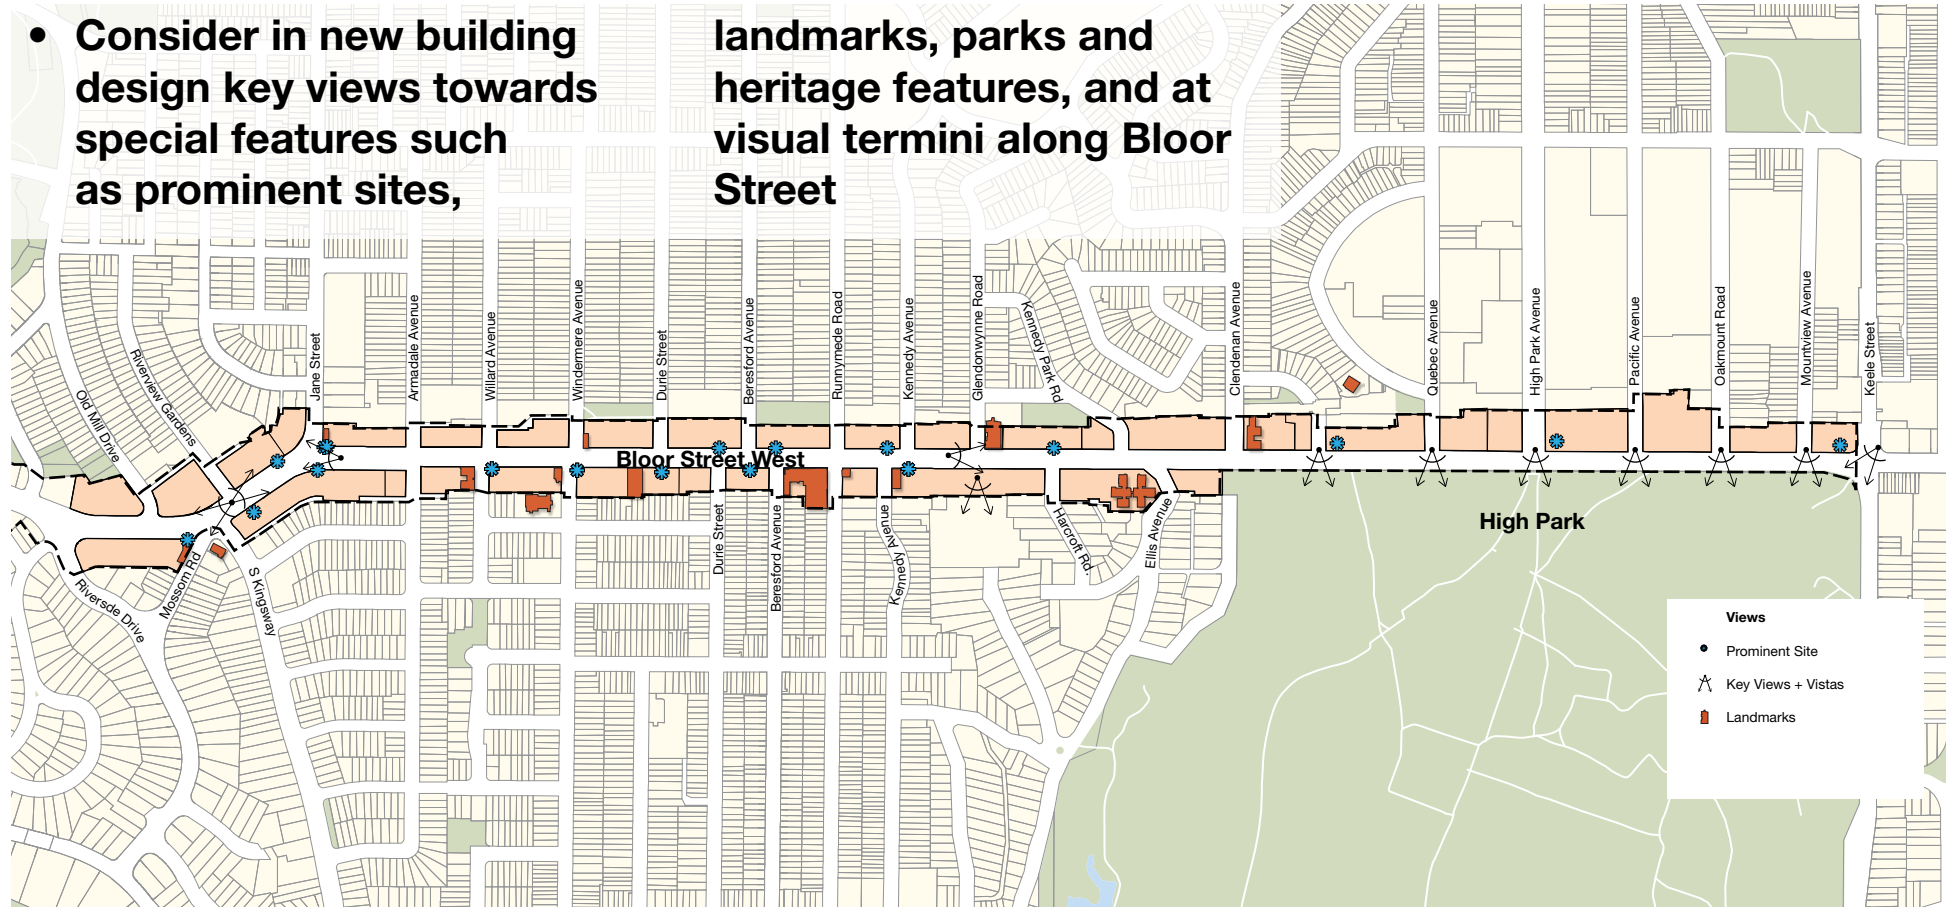 • Consider in new building
design key views towards
special features such
as prominent sites,
landmarks, parks and
heritage features, and at
visual termini along Bloor
Street
Old Mill Drive
Riverview Gardens
Jane Street
Armadale Avenue
Willard Avenue
Windermere Avenue
Durie Street
Beresford Avenue
Runnymede Road
Kennedy Avenue
Glendonwynne Road
Kennedy Park Rd
Clendenan Avenue
Quebec Avenue
High Park Avenue
Pacific Avenue
Oakmount Road
Mountview Avenue
Keele Street
Bloor Street West
Riversde Drive
Mossom Rd
S Kingsway
Durie Street
Beresford Avenue
Kennedy Avenue
Harcroft Rd.
Ellis Avenue
High Park
Views
Prominent Site
Key Views + Vistas
Landmarks